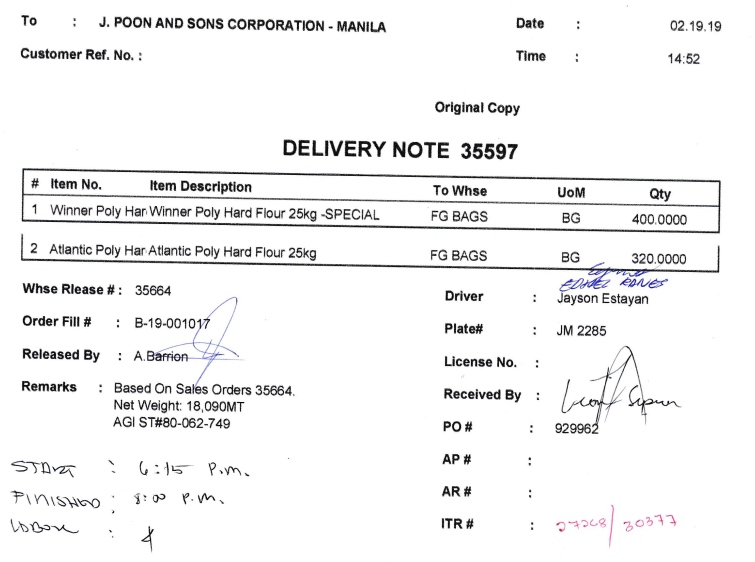 To : J. POON AND SONS CORPORATION - MANILA Date : 02.19.19
Customer Ref. No. : Time : 14:52
Original Copy
DELIVERY NOTE 35597
# Item No. Item Description To Whse UoM Qty
1 Winner Poly Har Winner Poly Hard Flour 25kg -SPECIAL FG BAGS BG 400.0000
2 Atlantic Poly Har Atlantic Poly Hard Flour 25kg FG BAGS BG 320.0000
Whse Rlease # : 35664
Order Fill # : B-19-001017
Released By : A.Barrion
Remarks : Based On Sales Orders 35664.
Net Weight: 18,090MT
AGI ST#80-062-749
START : 6:15 P.M.
FINISHED : 8:00 P.M.
:
Driver : Jayson Estayan
Plate# : JM 2285
License No. :
Received By :
PO # : 929962
AP # :
AR # :
ITR # : 27268/30377